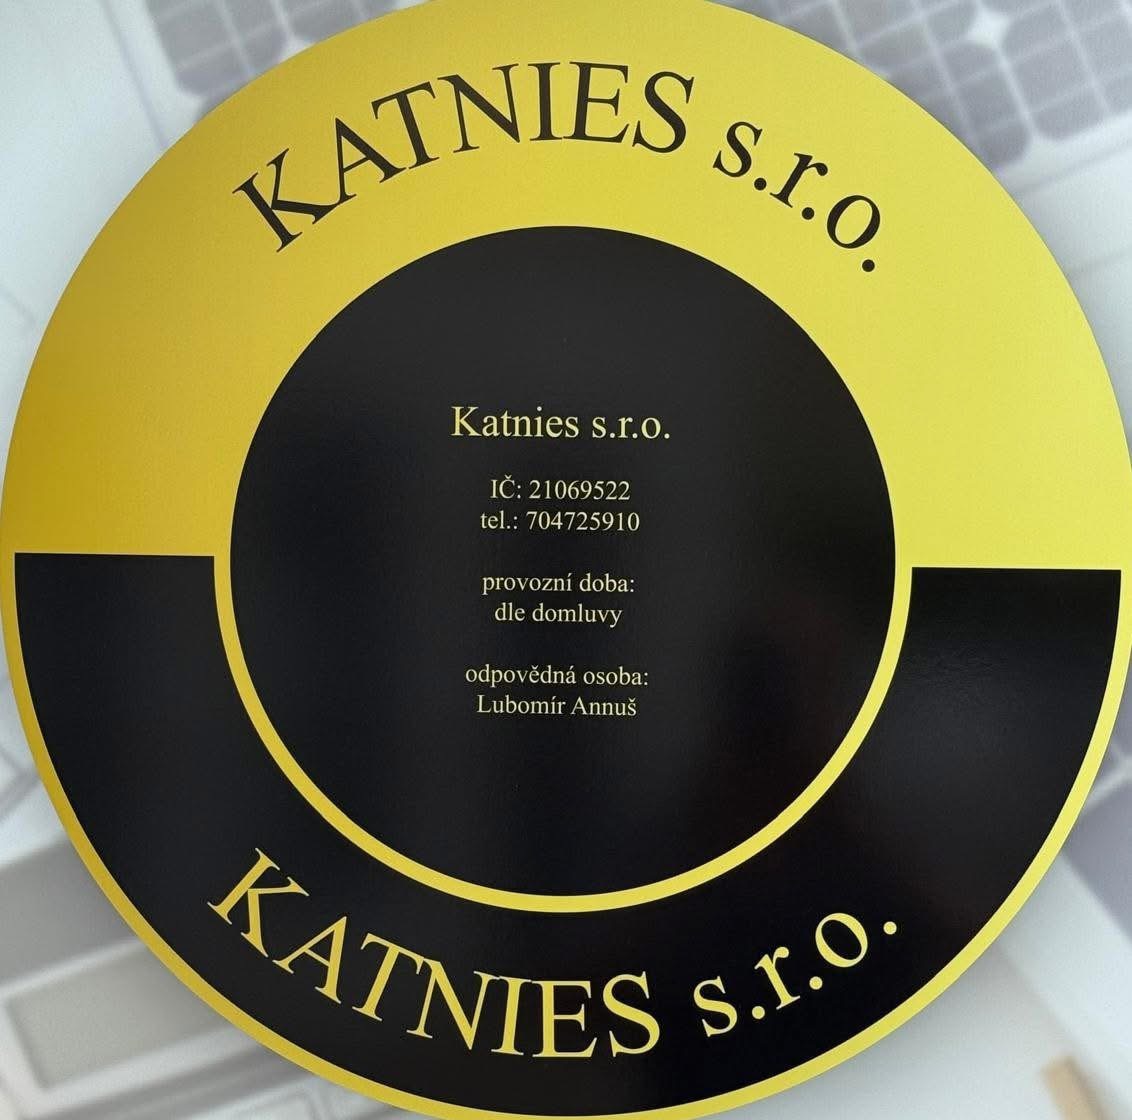 KATNIES s.r.o.
Katnies s.r.o.
IČ: 21069522
tel.: 704725910
provozní doba:
dle domluvy
odpovědná osoba:
Lubomír Annuš
KATNIES s.r.o.